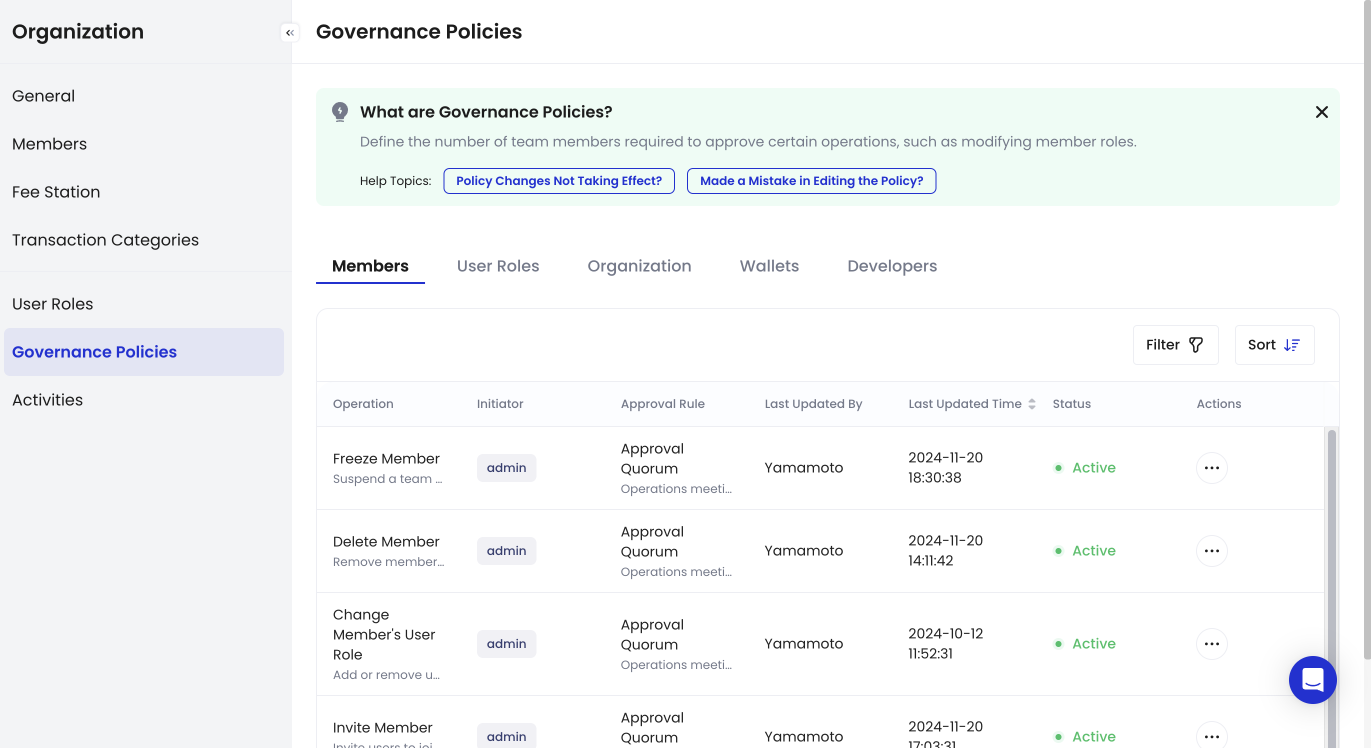 Organization
Governance Policies
General
Members
Fee Station
Transaction Categories
User Roles
Governance Policies
Activities
What are Governance Policies?
Define the number of team members required to approve certain operations, such as modifying member roles.
Help Topics: Policy Changes Not Taking Effect? Made a Mistake in Editing the Policy?
Members User Roles Organization Wallets Developers
Filter Sort
Operation Initiator Approval Rule Last Updated By Last Updated Time Status Actions
Freeze Member
Suspend a team ...
admin
Approval
Quorum
Operations meeti...
Yamamoto
2024-11-20
18:30:38
Active
Delete Member
Remove member...
admin
Approval
Quorum
Operations meeti...
Yamamoto
2024-11-20
14:11:42
Active
Change
Member's User
Role
Add or remove u...
admin
Approval
Quorum
Operations meeti...
Yamamoto
2024-10-12
11:52:31
Active
Invite Member
Invite users to joi...
admin
Approval
Quorum
Yamamoto
2024-11-20
17:03:31
Active